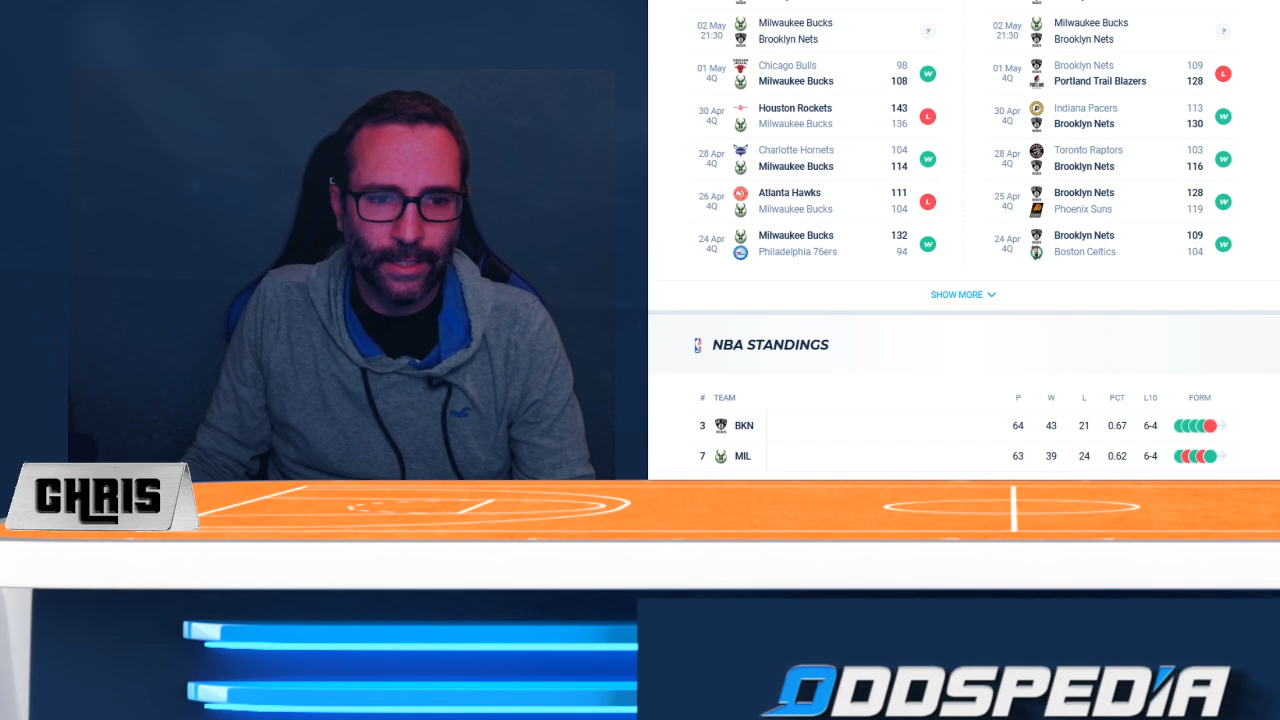 02 May
21:30
Milwaukee Bucks
Brooklyn Nets
?
01 May
4Q
Chicago Bulls 98
Milwaukee Bucks 108
W
30 Apr
4Q
Houston Rockets 143
Milwaukee Bucks 136
L
28 Apr
4Q
Charlotte Hornets 104
Milwaukee Bucks 114
W
26 Apr
4Q
Atlanta Hawks 111
Milwaukee Bucks 104
L
24 Apr
4Q
Milwaukee Bucks 132
Philadelphia 76ers 94
W
02 May
21:30
Milwaukee Bucks
Brooklyn Nets
?
01 May
4Q
Brooklyn Nets 109
Portland Trail Blazers 128
L
30 Apr
4Q
Indiana Pacers 113
Brooklyn Nets 130
W
28 Apr
4Q
Toronto Raptors 103
Brooklyn Nets 116
W
25 Apr
4Q
Brooklyn Nets 128
Phoenix Suns 119
W
24 Apr
4Q
Brooklyn Nets 109
Boston Celtics 104
W
SHOW MORE
NBA STANDINGS
# TEAM P W L PCT L10 FORM
3 BKN 64 43 21 0.67 6-4
7 MIL 63 39 24 0.62 6-4
CHRIS
ODDSPEDIA